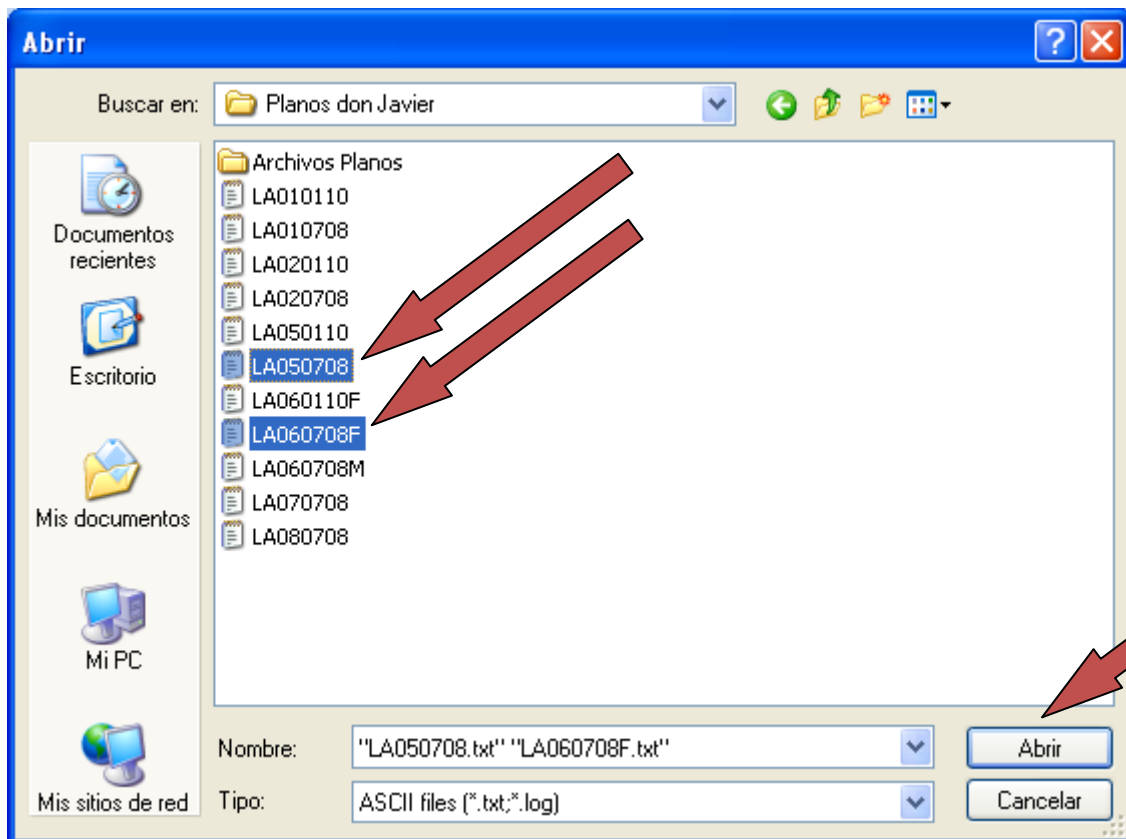 Abrir
Buscar en: Planos don Javier
Documentos
recientes
Escritorio
Mis documentos
Mi PC
Mis sitios de red
Archivos Planos
LA010110
LA010708
LA020110
LA020708
LA050110
LA050708
LA060110F
LA060708F
LA060708M
LA070708
LA080708
Nombre: "LA050708.txt" "LA060708F.txt" Abrir
Tipo: ASCII files (*.txt;*.log) Cancelar